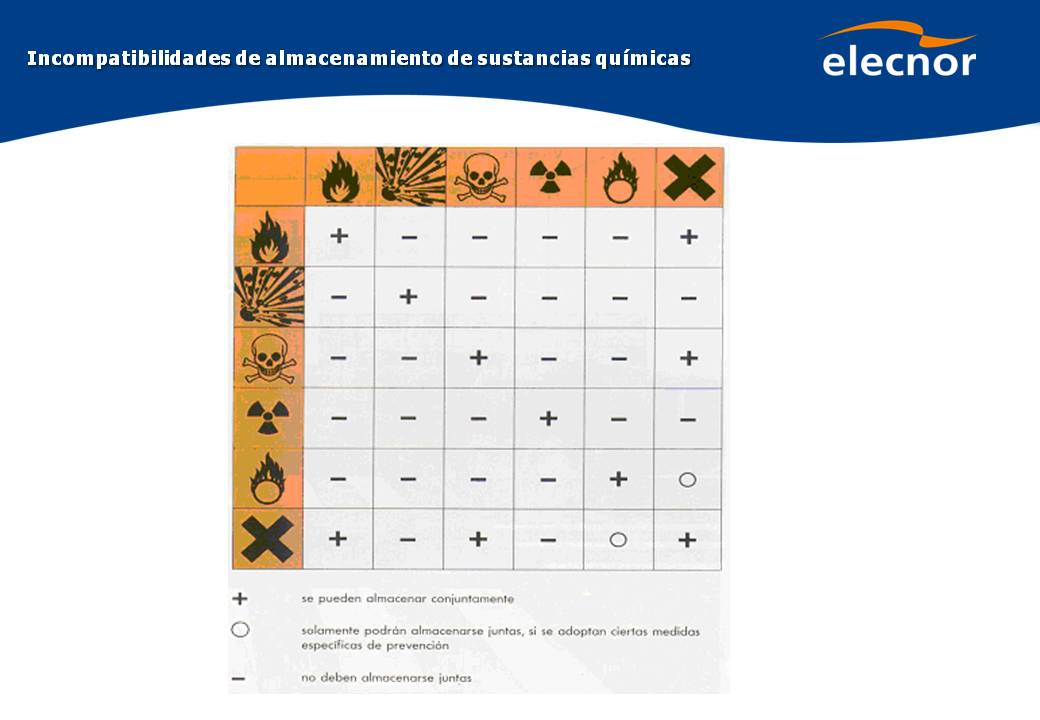 Incompatibilidades de almacenamiento de sustancias químicas
elecnor
+ - - - - +
- + - - - -
- - + - - +
- - - + - -
- - - - + ○
+ - + - ○ +
+ se pueden almacenar conjuntamente
○ solamente podrán almacenarse juntas, si se adoptan ciertas medidas
específicas de prevención
- no deben almacenarse juntas